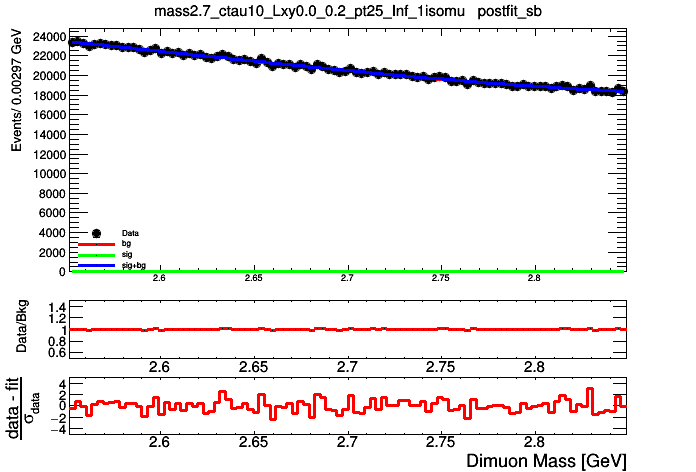 mass2.7_ctau10_Lxy0.0_0.2_pt25_Inf_1isomu postfit_sb
Events/ 0.00297 GeV
24000
22000
20000
18000
16000
14000
12000
10000
8000
6000
4000
2000
0
Data
bg
sig
sig+bg
2.6 2.65 2.7 2.75 2.8
Data/Bkg
1.4
1.2
1
0.8
0.6
2.6 2.65 2.7 2.75 2.8
data - fit
σdata
4
2
0
−2
−4
2.6 2.65 2.7 2.75 2.8
Dimuon Mass [GeV]